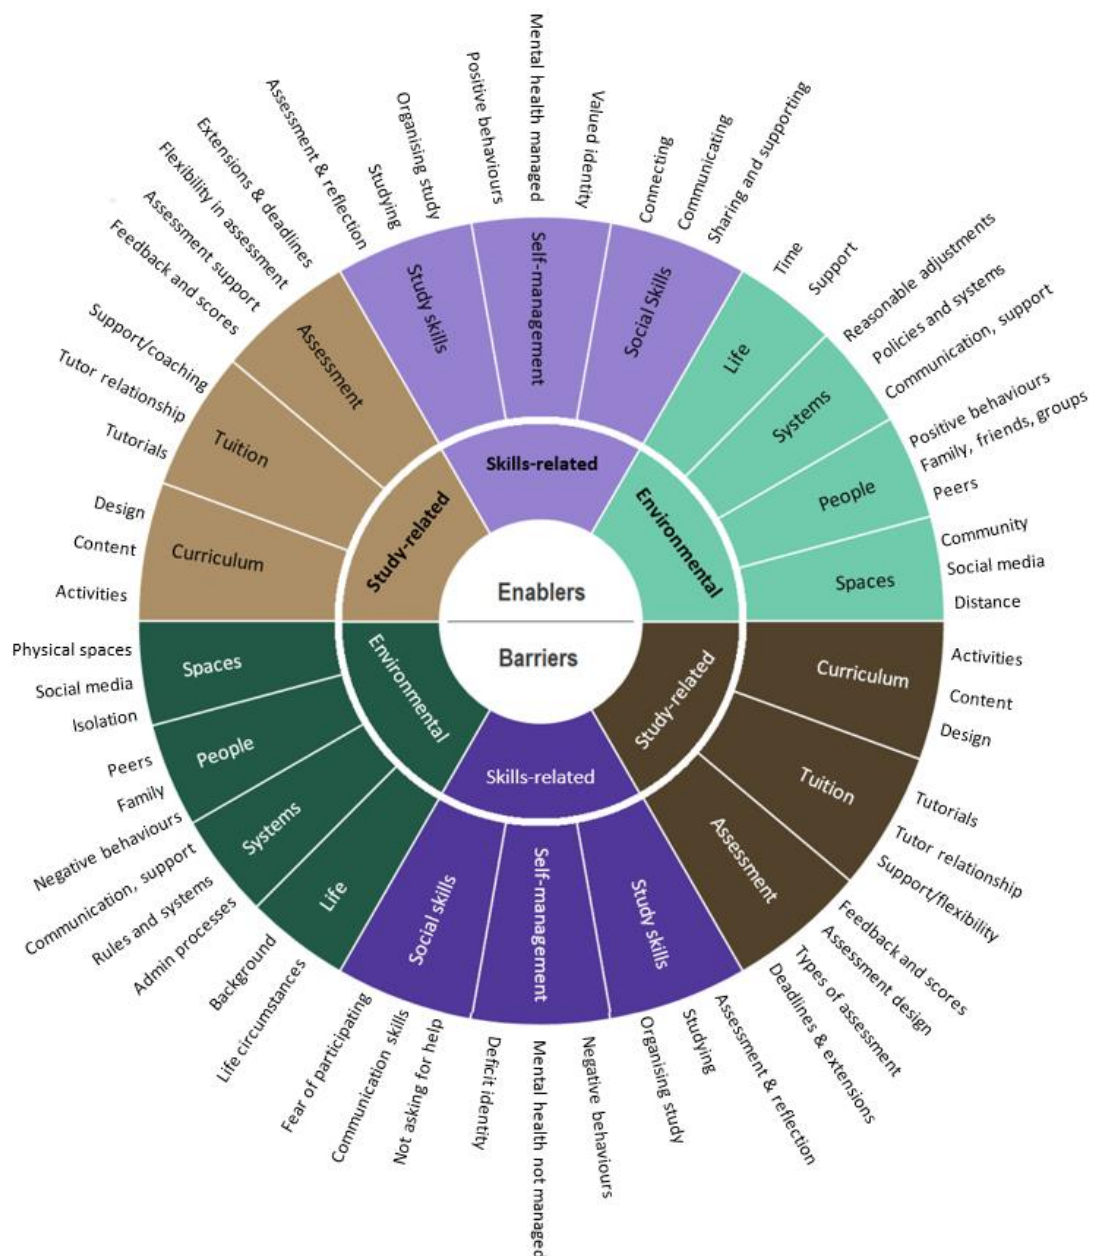 Enablers
Barriers
Study-related
Skills-related
Environmental
Study-related
Skills-related
Environmental
Curriculum
Activities
Content
Design
Tuition
Tutorials
Tutor relationship
Support/coaching
Assessment
Feedback and scores
Assessment support
Flexibility in assessment
Extensions & deadlines
Study skills
Assessment & reflection
Studying
Organising study
Self-management
Positive behaviours
Mental health managed
Valued identity
Social Skills
Connecting
Communicating
Sharing and supporting
Life
Time
Support
Systems
Reasonable adjustments
Policies and systems
Communication, support
People
Positive behaviours
Family, friends, groups
Peers
Spaces
Community
Social media
Distance
Curriculum
Activities
Content
Design
Tuition
Tutorials
Tutor relationship
Support/flexibility
Assessment
Feedback and scores
Assessment design
Types of assessment
Deadlines & extensions
Study skills
Assessment & reflection
Studying
Organising study
Self-management
Negative behaviours
Mental health not managed
Deficit identity
Social skills
Not asking for help
Communication skills
Fear of participating
Life
Life circumstances
Background
Systems
Admin processes
Rules and systems
Communication, support
People
Negative behaviours
Family
Peers
Spaces
Isolation
Social media
Physical spaces